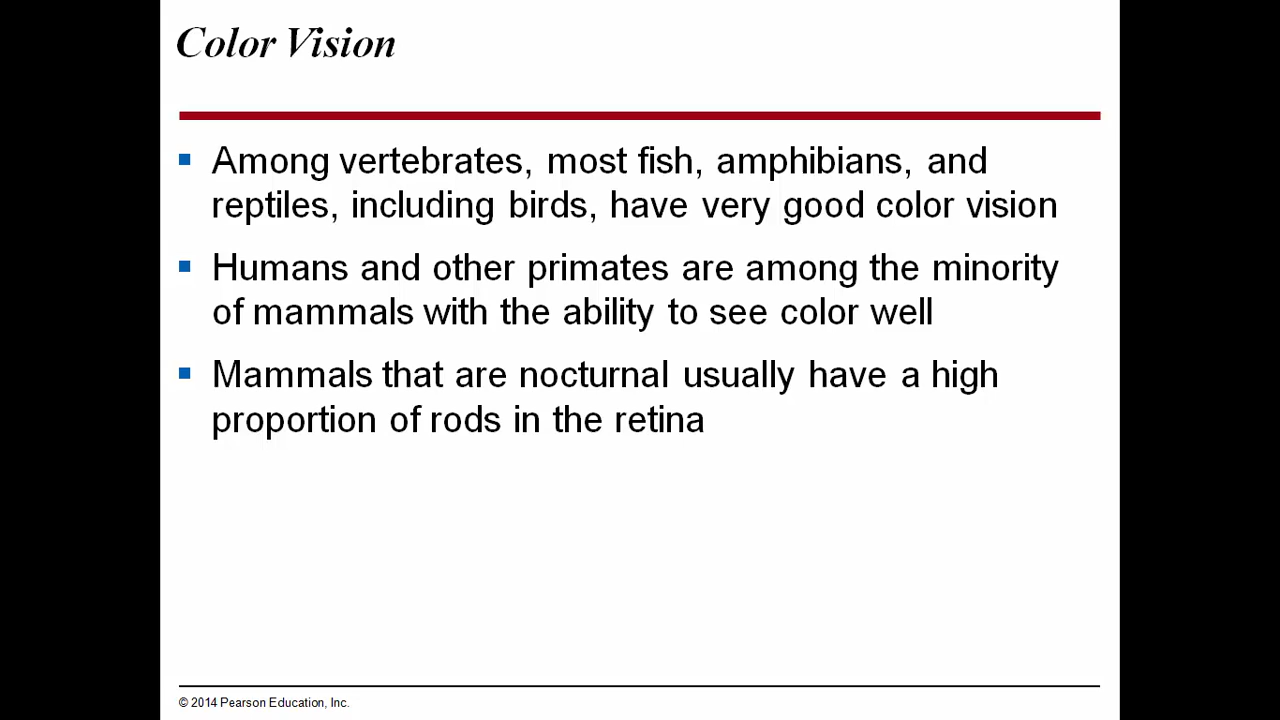 Color Vision
Among vertebrates, most fish, amphibians, and
reptiles, including birds, have very good color vision
Humans and other primates are among the minority
of mammals with the ability to see color well
Mammals that are nocturnal usually have a high
proportion of rods in the retina
© 2014 Pearson Education, Inc.